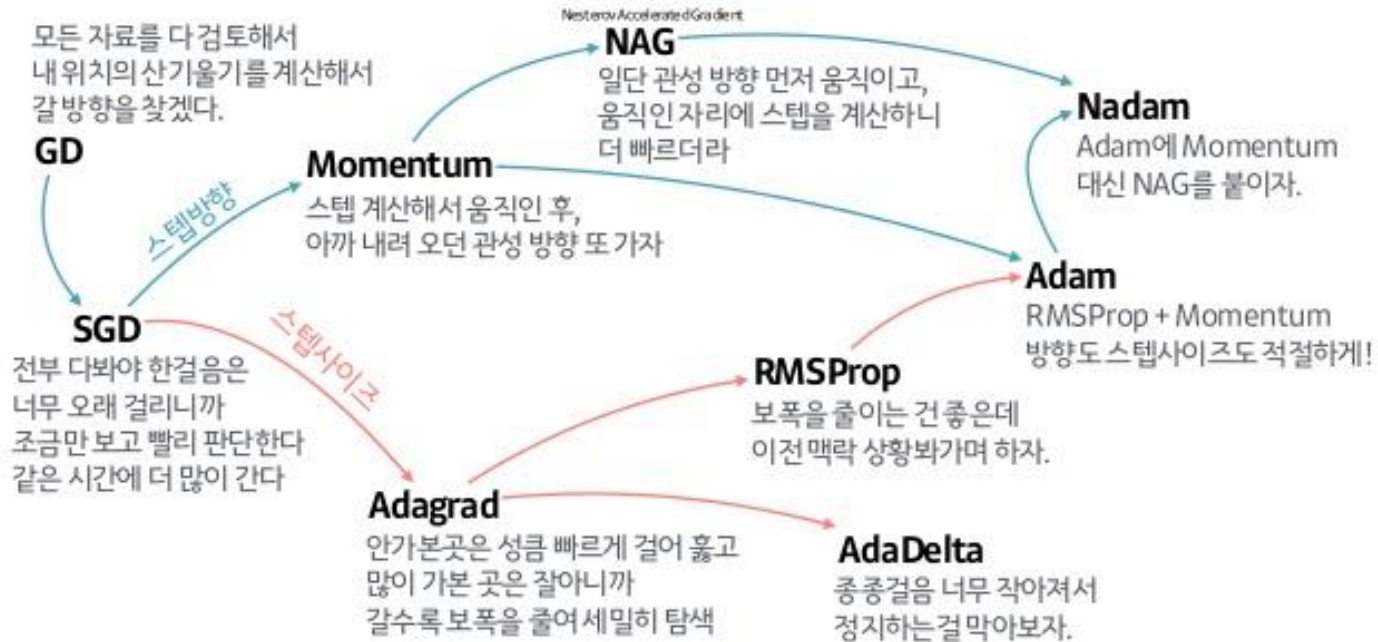 모든 자료를 다 검토해서
내 위치의 산기울기를 계산해서
갈 방향을 찾겠다.
GD
스텝방향
Momentum
스텝 계산해서 움직인 후,
아까 내려 오던 관성 방향 또 가자
Nesterov Accelerated Gradient
NAG
일단 관성 방향 먼저 움직이고,
움직인 자리에 스텝을 계산하니
더 빠르더라
Nadam
Adam에 Momentum
대신 NAG를 붙이자.
Adam
RMSProp + Momentum
방향도 스텝사이즈도 적절하게!
SGD
전부 다봐야 한걸음은
너무 오래 걸리니까
조금만 보고 빨리 판단한다
같은 시간에 더 많이 간다
스텝사이즈
RMSProp
보폭을 줄이는 건 좋은데
이전 맥락 상황봐가며 하자.
Adagrad
안가본곳은 성큼 빠르게 걸어 훓고
많이 가본 곳은 잘아니까
갈수록 보폭을 줄여 세밀히 탐색
AdaDelta
종종걸음 너무 작아져서
정지하는걸 막아보자.